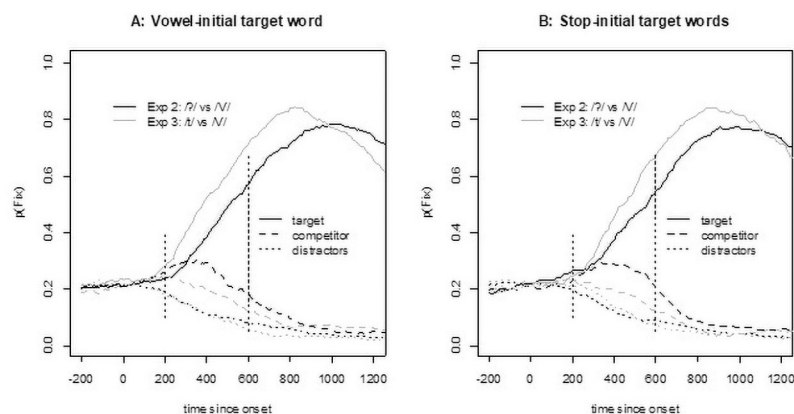 A: Vowel-initial target word
B: Stop-initial target words
p(Fix)
1.0
0.8
0.6
0.4
0.2
0.0
Exp 2: /ʔ/ vs /V/
Exp 3: /t/ vs /V/
target
competitor
distractors
-200 0 200 400 600 800 1000 1200
time since onset
p(Fix)
1.0
0.8
0.6
0.4
0.2
0.0
Exp 2: /ʔ/ vs /V/
Exp 3: /t/ vs /V/
target
competitor
distractors
-200 0 200 400 600 800 1000 1200
time since onset